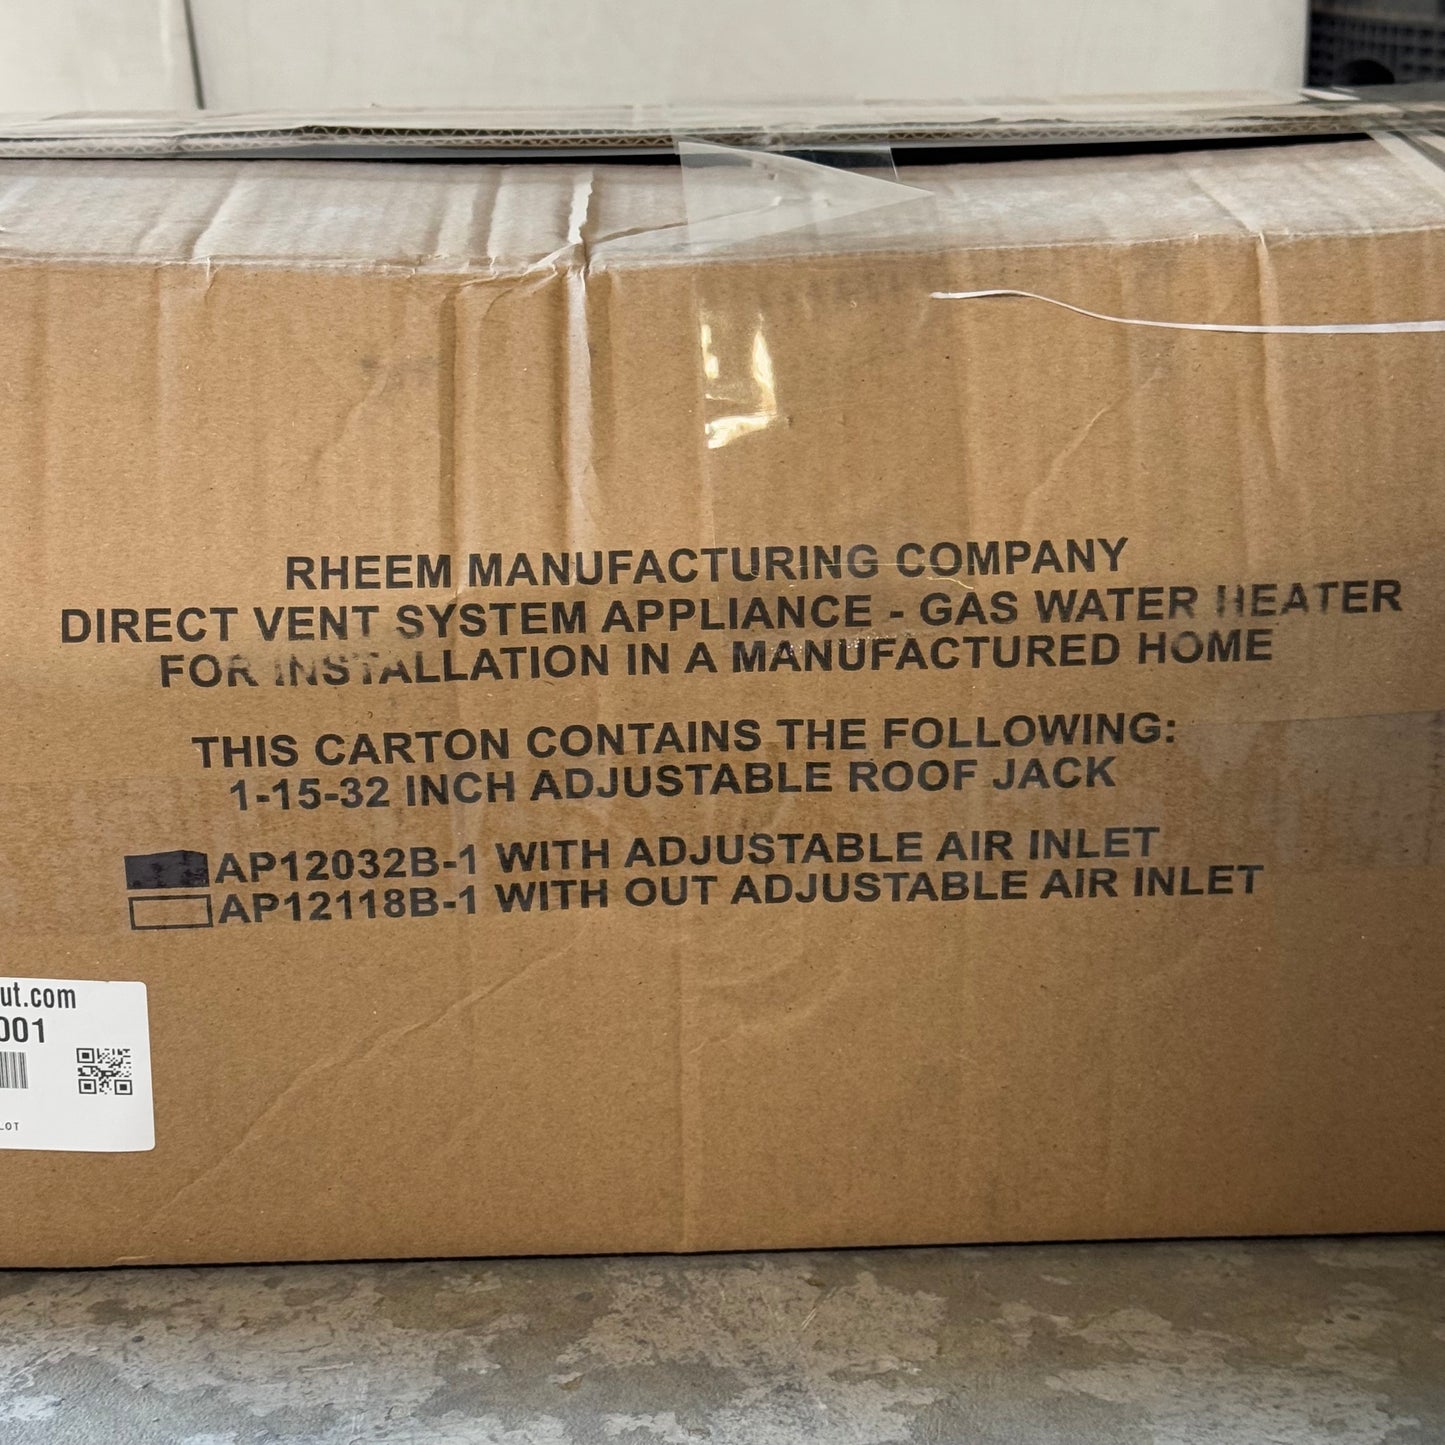 RHEEM MANUFACTURING COMPANY
DIRECT VENT SYSTEM APPLIANCE - GAS WATER HEATER
FOR INSTALLATION IN A MANUFACTURED HOME
THIS CARTON CONTAINS THE FOLLOWING:
1-15-32 INCH ADJUSTABLE ROOF JACK
AP12032B-1 WITH ADJUSTABLE AIR INLET
AP12118B-1 WITH OUT ADJUSTABLE AIR INLET
ut.com
001
LOT